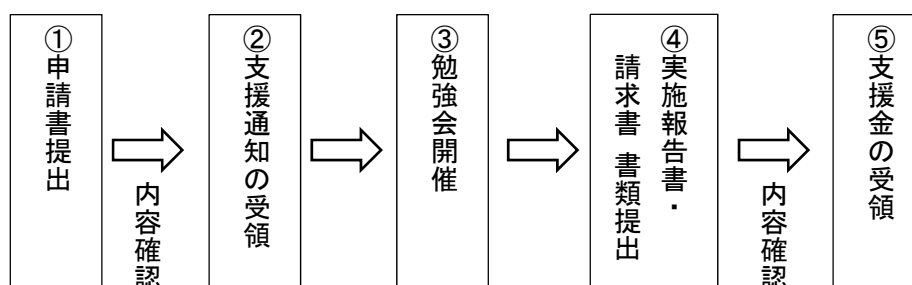 ①申請書提出
内容確認
②支援通知の受領
③勉強会開催
④実施報告書・
請求書 書類提出
内容確認
⑤支援金の受領